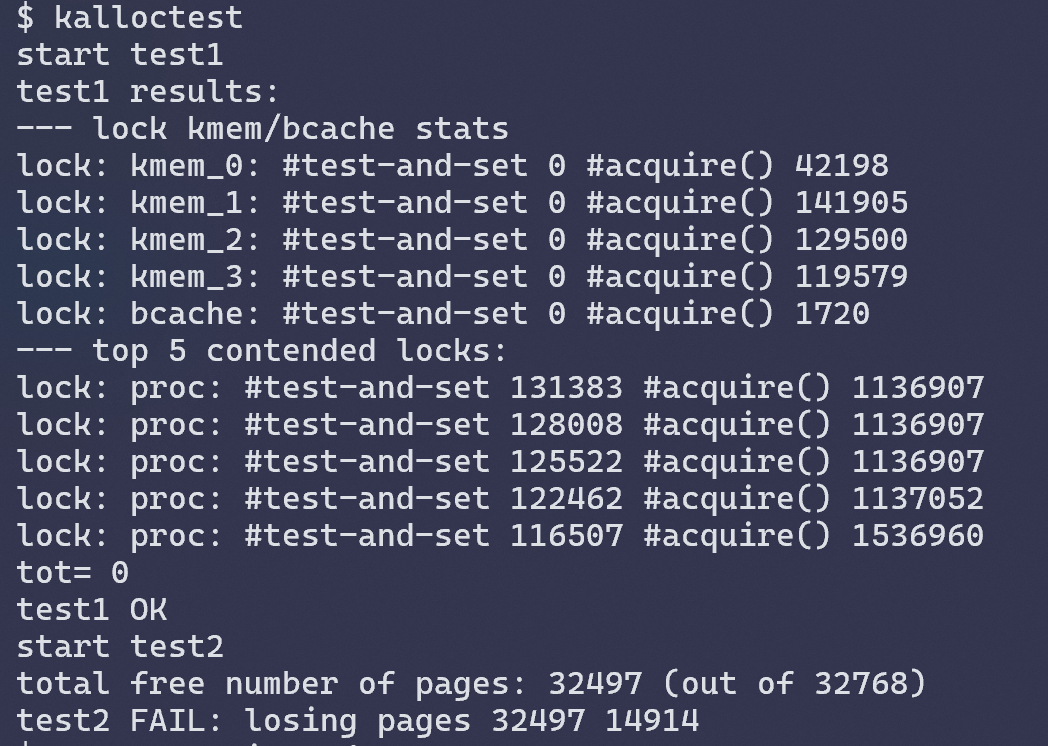 $ kalloctest
start test1
test1 results:
--- lock kmem/bcache stats
lock: kmem_0: #test-and-set 0 #acquire() 42198
lock: kmem_1: #test-and-set 0 #acquire() 141905
lock: kmem_2: #test-and-set 0 #acquire() 129500
lock: kmem_3: #test-and-set 0 #acquire() 119579
lock: bcache: #test-and-set 0 #acquire() 1720
--- top 5 contended locks:
lock: proc: #test-and-set 131383 #acquire() 1136907
lock: proc: #test-and-set 128008 #acquire() 1136907
lock: proc: #test-and-set 125522 #acquire() 1136907
lock: proc: #test-and-set 122462 #acquire() 1137052
lock: proc: #test-and-set 116507 #acquire() 1536960
tot= 0
test1 OK
start test2
total free number of pages: 32497 (out of 32768)
test2 FAIL: losing pages 32497 14914